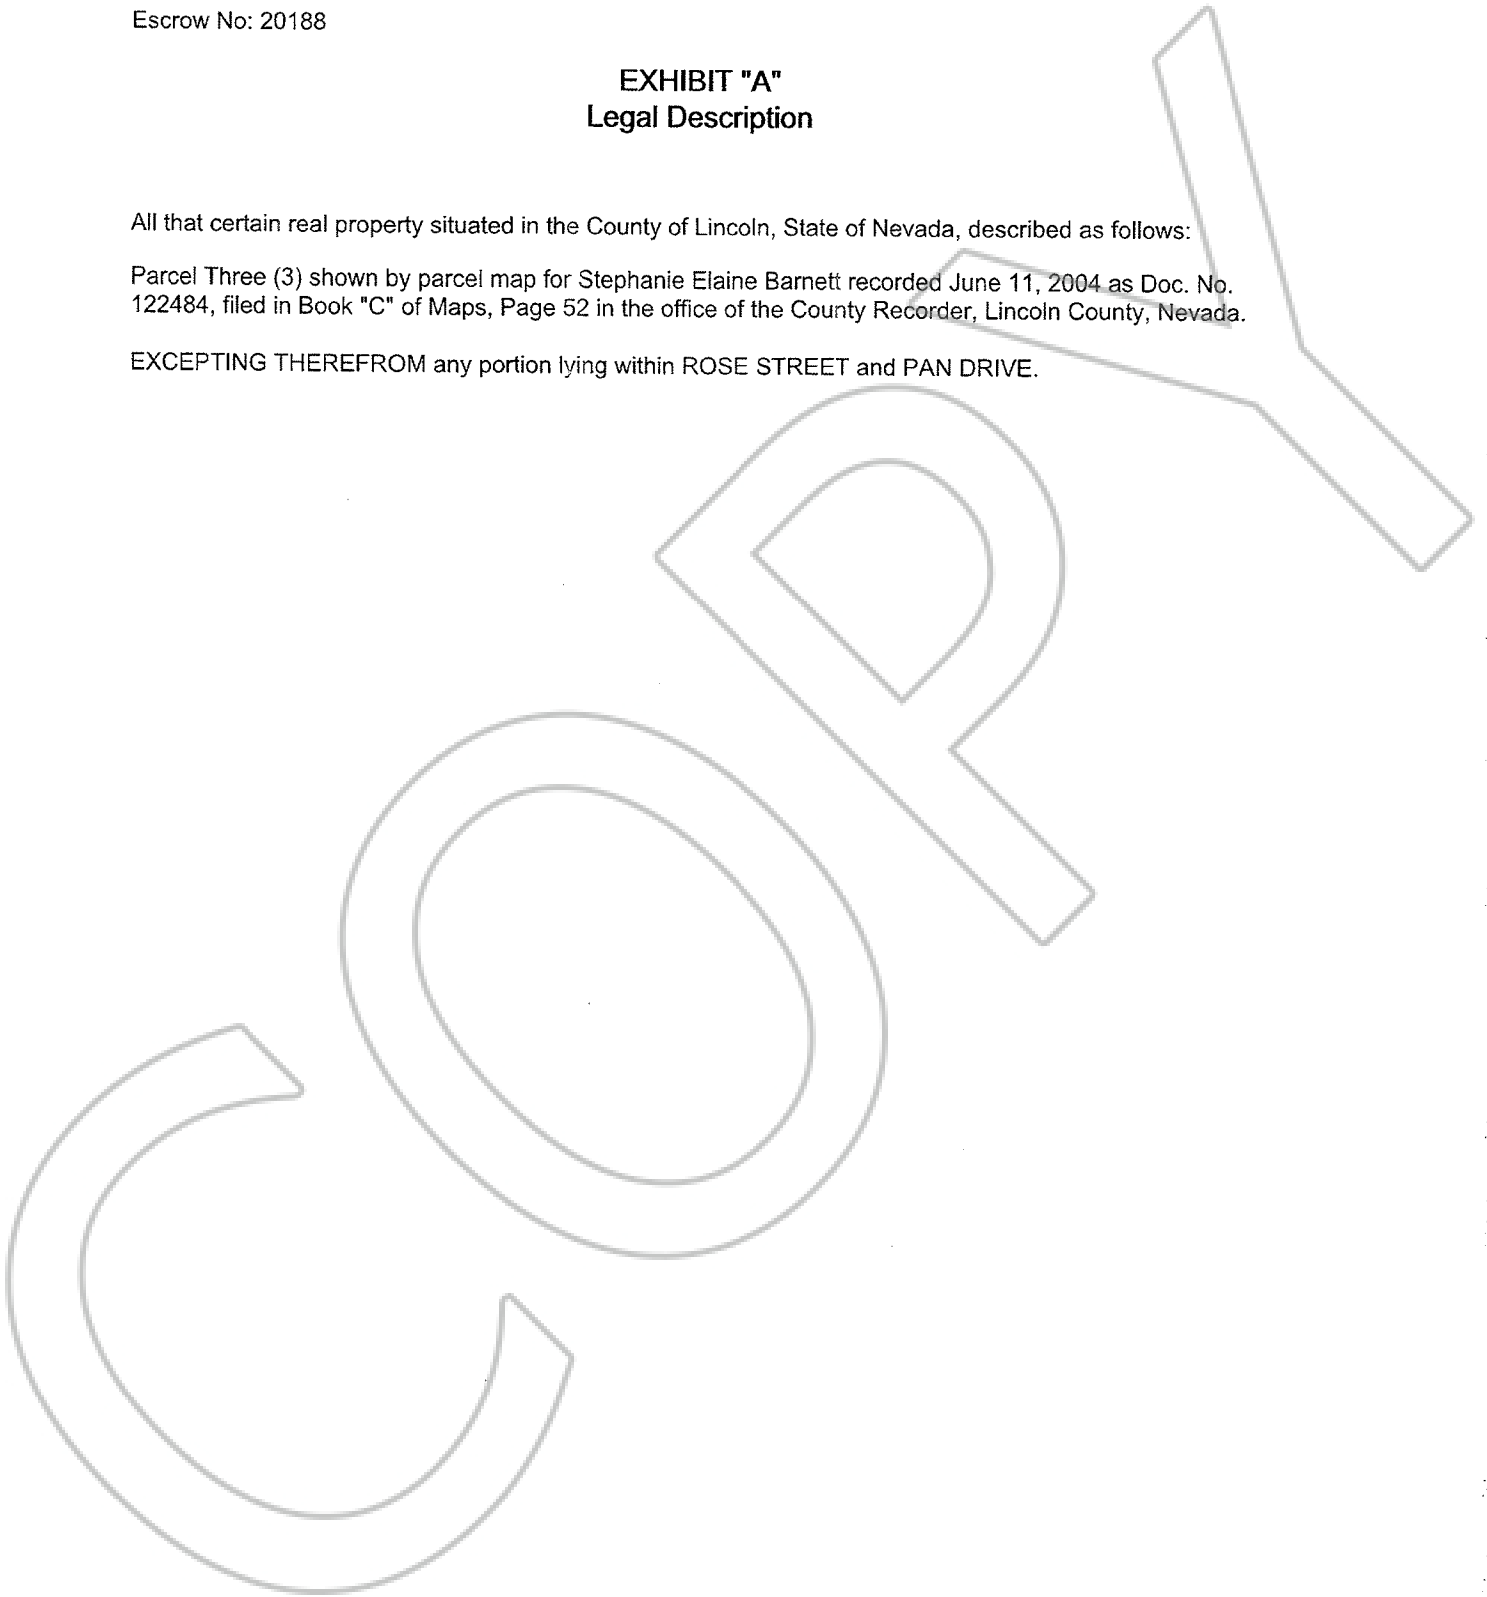 Escrow No: 20188
EXHIBIT "A"
Legal Description
All that certain real property situated in the County of Lincoln, State of Nevada, described as follows:
Parcel Three (3) shown by parcel map for Stephanie Elaine Barnett recorded June 11, 2004 as Doc. No.
122484, filed in Book "C" of Maps, Page 52 in the office of the County Recorder, Lincoln County, Nevada.
EXCEPTING THEREFROM any portion lying within ROSE STREET and PAN DRIVE.
COPY